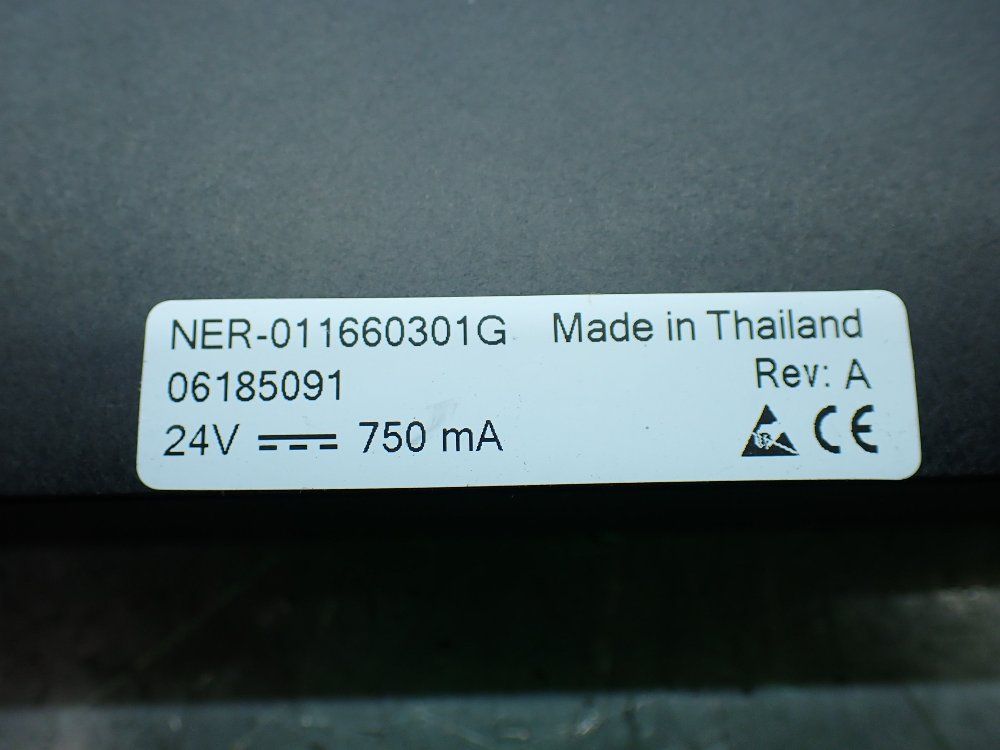 NER-011660301G Made in Thailand
06185091 Rev: A
24V ⎓ 750 mA
CE